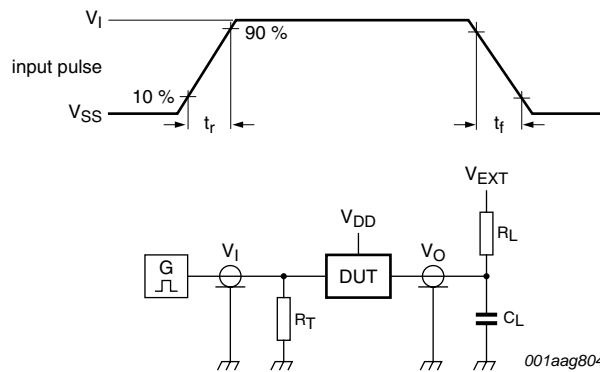 VI
90 %
input pulse
10 %
VSS
tr
tf
VEXT
VDD
RL
VI
VO
G
DUT
RT
CL
001aag804